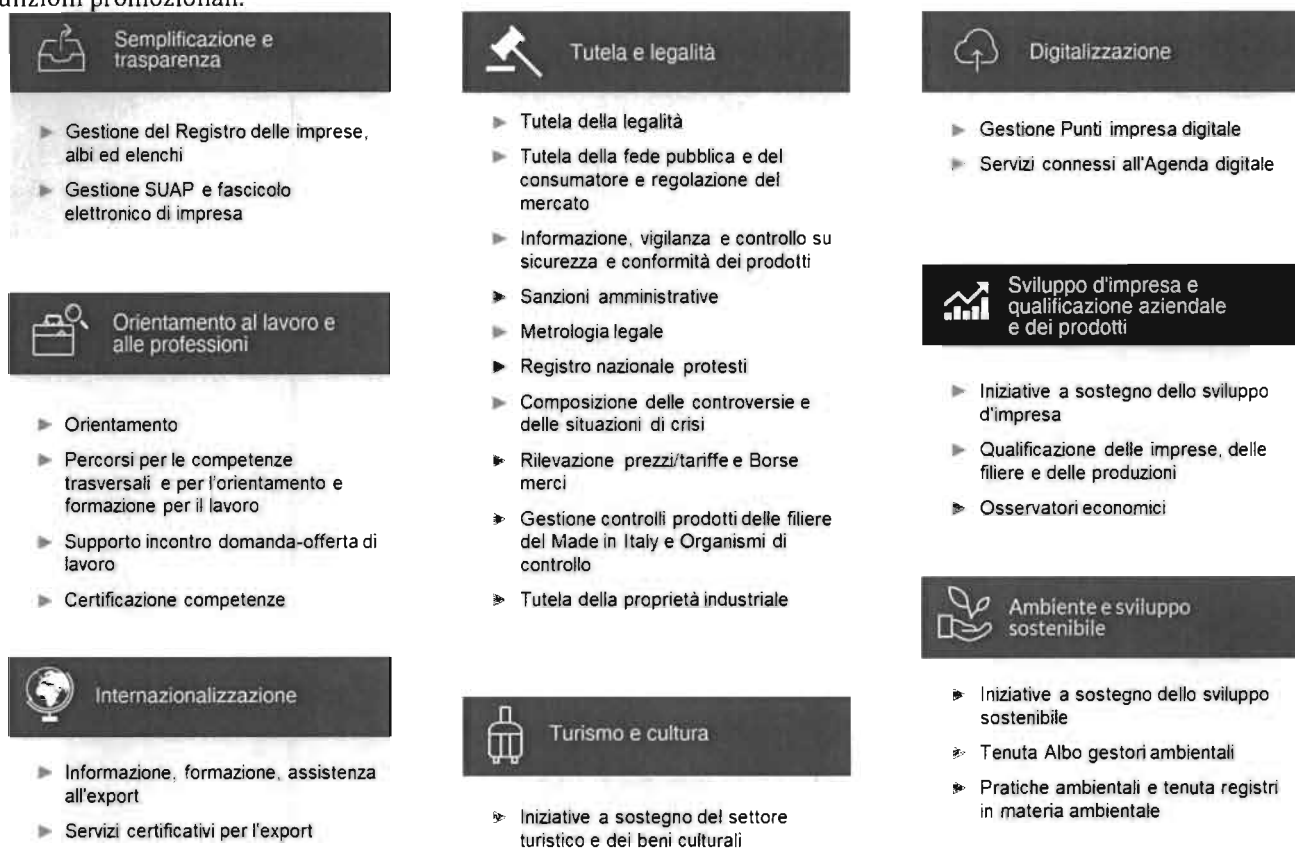 funzioni promozionali.
Semplificazione e
trasparenza
Gestione del Registro delle imprese,
albi ed elenchi
Gestione SUAP e fascicolo
elettronico di impresa
Orientamento al lavoro e
alle professioni
Orientamento
Percorsi per le competenze
trasversali e per l'orientamento e
formazione per il lavoro
Supporto incontro domanda-offerta di
lavoro
Certificazione competenze
Internazionalizzazione
Informazione, formazione, assistenza
all'export
Servizi certificativi per l'export
Tutela e legalità
Tutela della legalità
Tutela della fede pubblica e del
consumatore e regolazione del
mercato
Informazione, vigilanza e controllo su
sicurezza e conformità dei prodotti
Sanzioni amministrative
Metrologia legale
Registro nazionale protesti
Composizione delle controversie e
delle situazioni di crisi
Rilevazione prezzi/tariffe e Borse
merci
Gestione controlli prodotti delle filiere
del Made in Italy e Organismi di
controllo
Tutela della proprietà industriale
Turismo e cultura
Iniziative a sostegno del settore
turistico e dei beni culturali
Digitalizzazione
Gestione Punti impresa digitale
Servizi connessi all'Agenda digitale
Sviluppo d'impresa e
qualificazione aziendale
e dei prodotti
Iniziative a sostegno dello sviluppo
d'impresa
Qualificazione delle imprese, delle
filiere e delle produzioni
Osservatori economici
Ambiente e sviluppo
sostenibile
Iniziative a sostegno dello sviluppo
sostenibile
Tenuta Albo gestori ambientali
Pratiche ambientali e tenuta registri
in materia ambientale